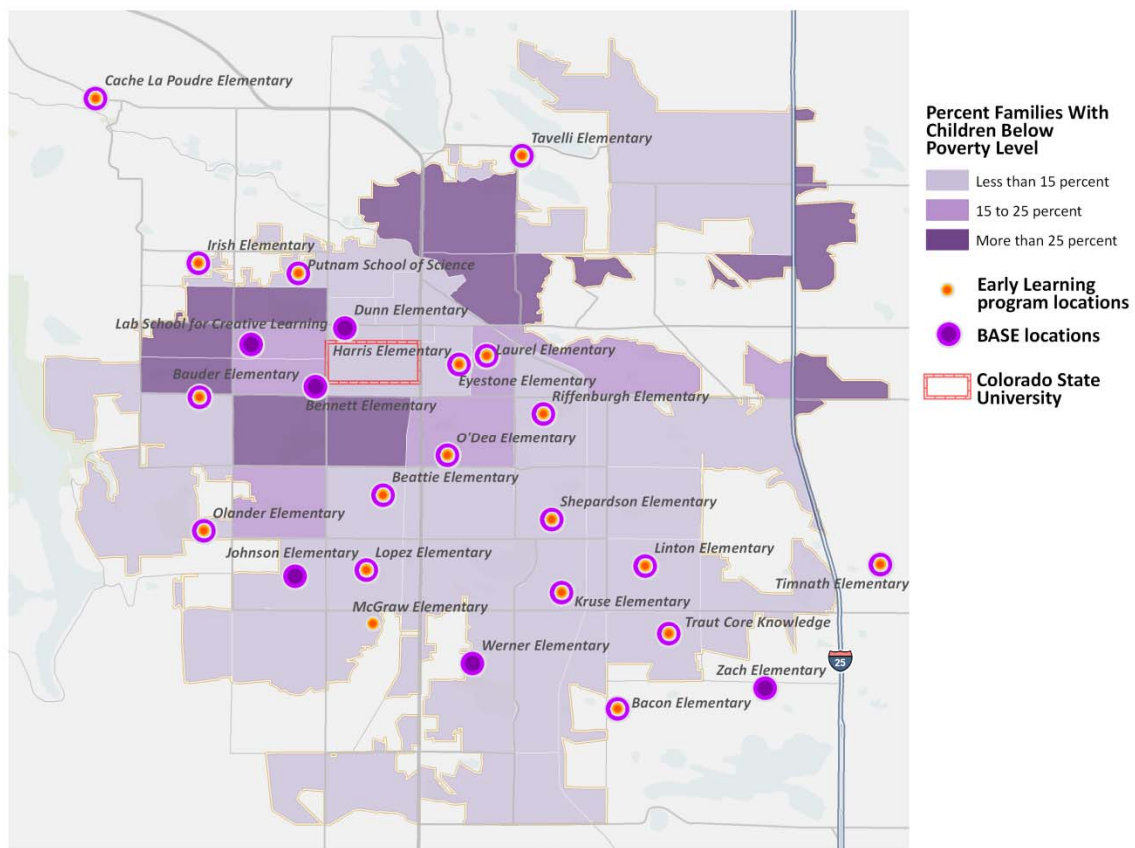 Cache La Poudre Elementary
Tavelli Elementary
Irish Elementary
Putnam School of Science
Dunn Elementary
Lab School for Creative Learning
Harris Elementary
Laurel Elementary
Bauder Elementary
Eyestone Elementary
Riffenburgh Elementary
Bennett Elementary
O'Dea Elementary
Beattie Elementary
Shepardson Elementary
Olander Elementary
Johnson Elementary
Lopez Elementary
Linton Elementary
Timnath Elementary
Kruse Elementary
McGraw Elementary
Traut Core Knowledge
Werner Elementary
25
Zach Elementary
Bacon Elementary
Percent Families With
Children Below
Poverty Level
Less than 15 percent
15 to 25 percent
More than 25 percent
Early Learning
program locations
BASE locations
Colorado State
University